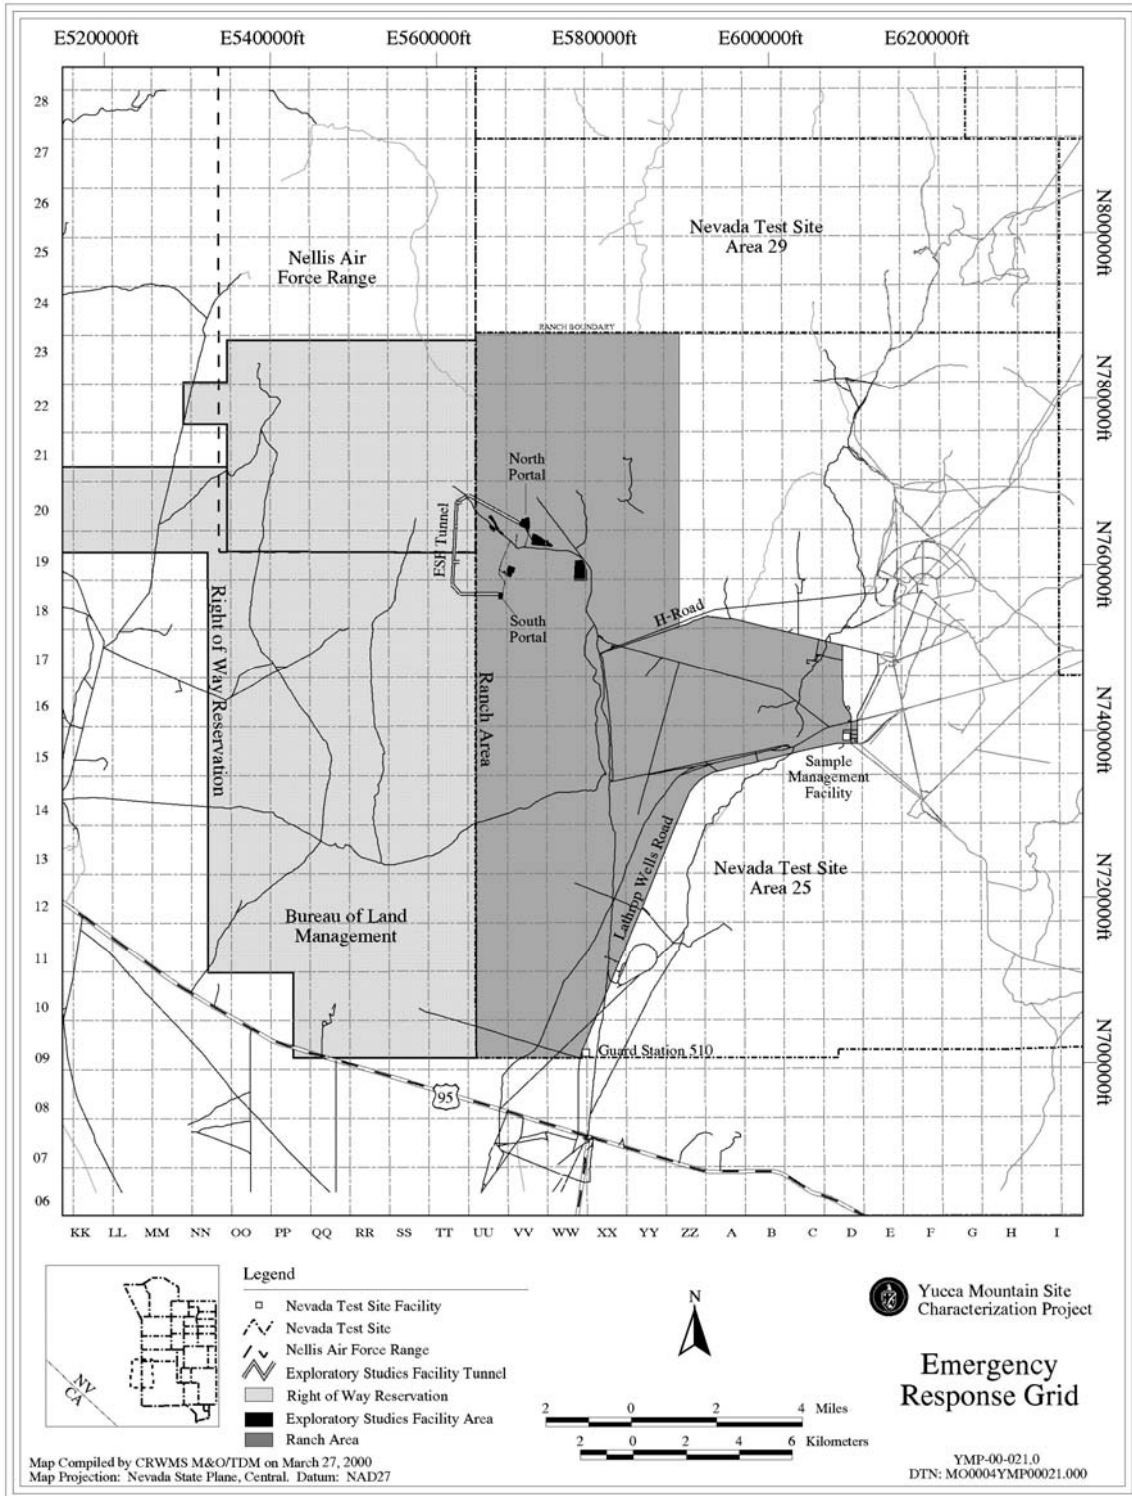 E520000ft E540000ft E560000ft E580000ft E600000ft E620000ft
28
27
26
25
24
23
22
21
20
19
18
17
16
15
14
13
12
11
10
09
08
07
06
N800000ft
N780000ft
N760000ft
N740000ft
N720000ft
N700000ft
Nevada Test Site
Area 29
Nellis Air
Force Range
RANCH BOUNDARY
North
Portal
ESF Tunnel
South
Portal
H-Road
Right of Way Reservation
Ranch Area
Sample
Management
Facility
Lathrop Wells Road
Nevada Test Site
Area 25
Bureau of Land
Management
Guard Station 510
95
KK LL MM NN OO PP QQ RR SS TT UU VV WW XX YY ZZ A B C D E F G H I
NV
CA
Legend
Nevada Test Site Facility
Nevada Test Site
Nellis Air Force Range
Exploratory Studies Facility Tunnel
Right of Way Reservation
Exploratory Studies Facility Area
Ranch Area
N
2 0 2 4 Miles
2 0 2 4 6 Kilometers
Yucca Mountain Site
Characterization Project
Emergency
Response Grid
Map Compiled by CRWMS M&O/TDM on March 27, 2000
Map Projection: Nevada State Plane, Central. Datum: NAD27
YMP-00-021.0
DTN: MO0004YMP00021.000